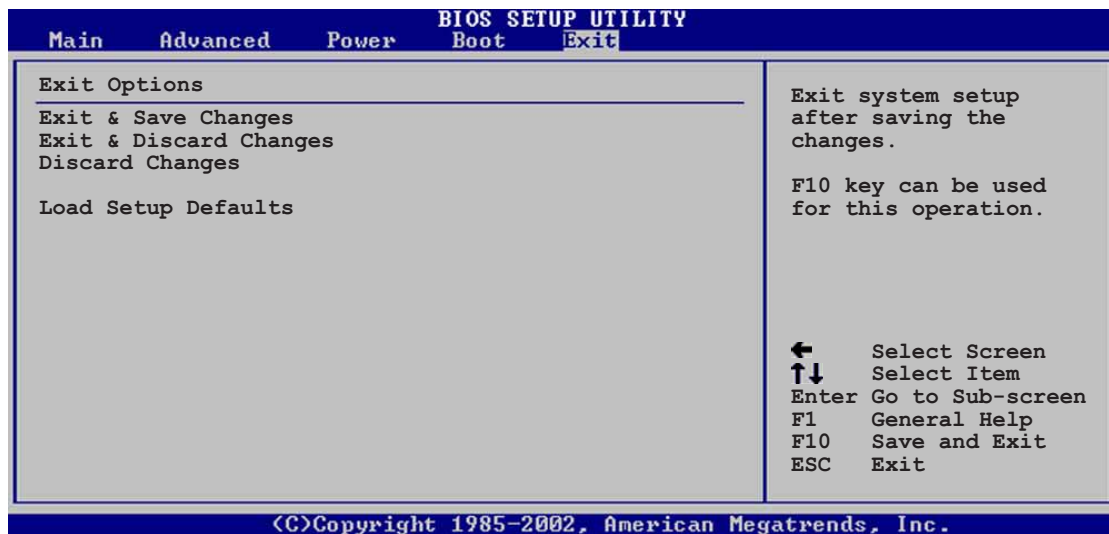 BIOS SETUP UTILITY
Main Advanced Power Boot Exit
Exit Options
Exit & Save Changes
Exit & Discard Changes
Discard Changes
Load Setup Defaults
Exit system setup
after saving the
changes.
F10 key can be used
for this operation.
← Select Screen
↑↓ Select Item
Enter Go to Sub-screen
F1 General Help
F10 Save and Exit
ESC Exit
(C)Copyright 1985-2002, American Megatrends, Inc.